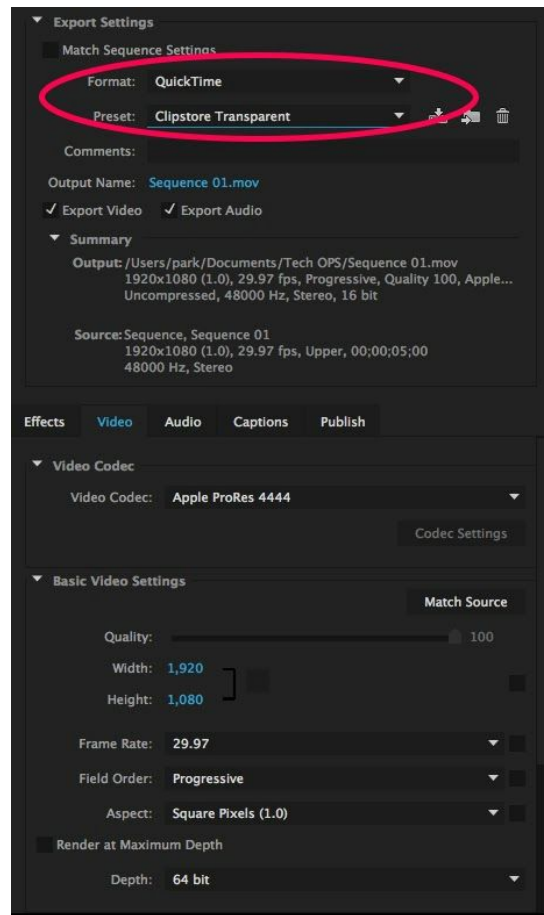 Export Settings
Match Sequence Settings
Format: QuickTime
Preset: Clipstore Transparent
Comments:
Output Name: Sequence 01.mov
Export Video Export Audio
Summary
Output: /Users/park/Documents/Tech OPS/Sequence 01.mov
1920x1080 (1.0), 29.97 fps, Progressive, Quality 100, Apple...
Uncompressed, 48000 Hz, Stereo, 16 bit
Source: Sequence, Sequence 01
1920x1080 (1.0), 29.97 fps, Upper, 00;00;05;00
48000 Hz, Stereo
Effects Video Audio Captions Publish
Video Codec
Video Codec: Apple ProRes 4444
Codec Settings
Basic Video Settings
Match Source
Quality: 100
Width: 1,920
Height: 1,080
Frame Rate: 29.97
Field Order: Progressive
Aspect: Square Pixels (1.0)
Render at Maximum Depth
Depth: 64 bit